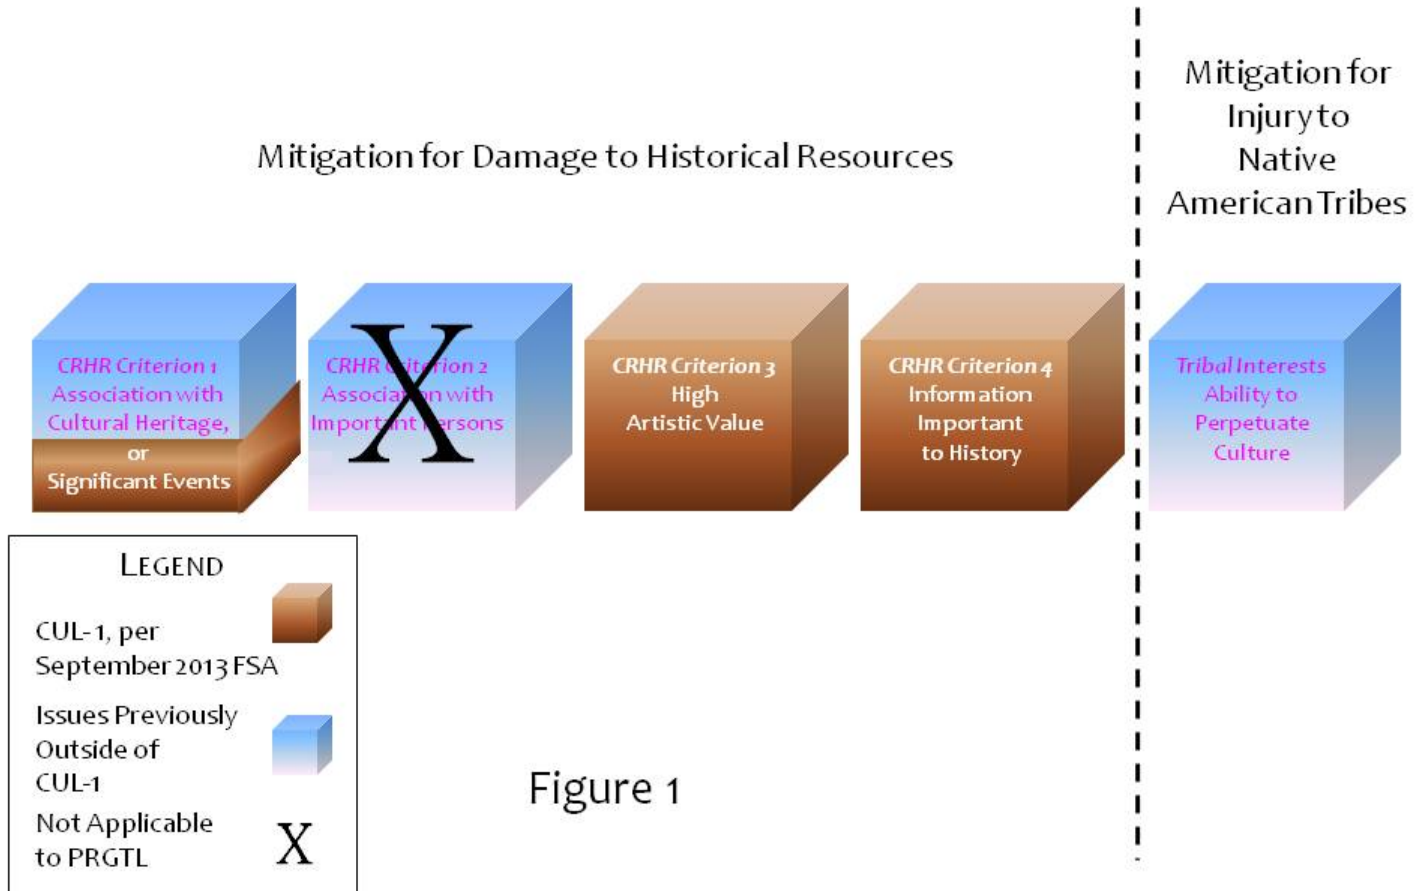 Mitigation for Damage to Historical Resources
Mitigation for
Injury to
Native
American Tribes
CRHR Criterion 1
Association with
Cultural Heritage,
or
Significant Events
CRHR Criterion 2
Association with
Important Persons
X
CRHR Criterion 3
High
Artistic Value
CRHR Criterion 4
Information
Important
to History
Tribal Interests
Ability to
Perpetuate
Culture
LEGEND
CUL-1, per
September 2013 FSA
Issues Previously
Outside of
CUL-1
Not Applicable
to PRGTL
X
Figure 1